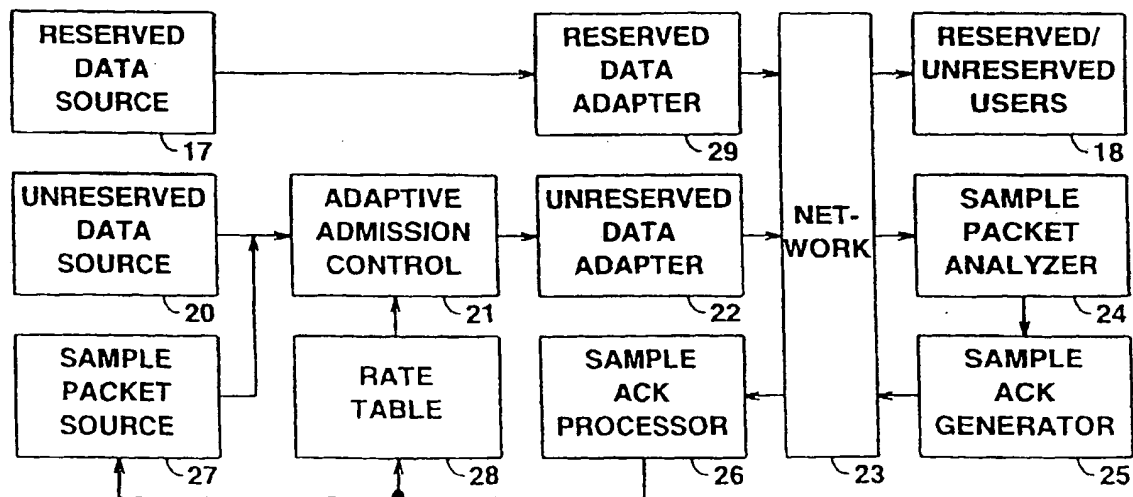 RESERVED
DATA
SOURCE
17
RESERVED
DATA
ADAPTER
29
RESERVED/
UNRESERVED
USERS
18
UNRESERVED
DATA
SOURCE
20
ADAPTIVE
ADMISSION
CONTROL
21
UNRESERVED
DATA
ADAPTER
22
NET-
WORK
23
SAMPLE
PACKET
ANALYZER
24
SAMPLE
PACKET
SOURCE
27
RATE
TABLE
28
SAMPLE
ACK
PROCESSOR
26
SAMPLE
ACK
GENERATOR
25